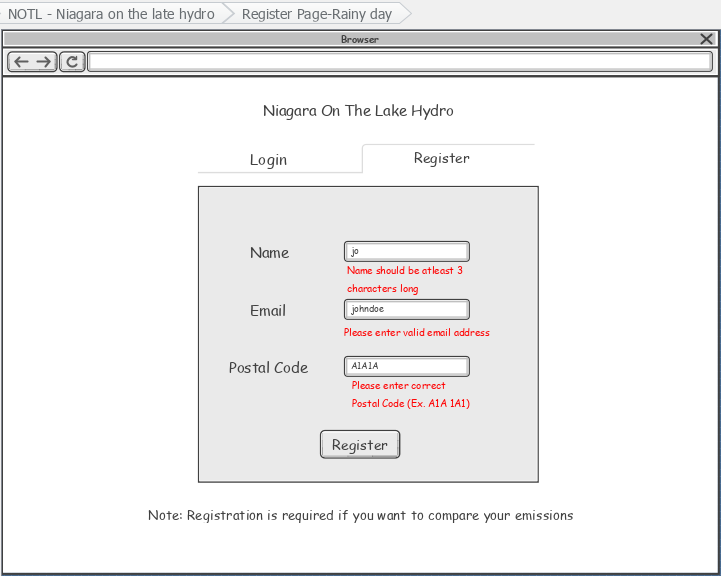 NOTL - Niagara on the late hydro Register Page-Rainy day
Browser
Niagara On The Lake Hydro
Login Register
Name jo
Name should be atleast 3
characters long
Email johndoe
Please enter valid email address
Postal Code A1A1A
Please enter correct
Postal Code (Ex. A1A 1A1)
Register
Note: Registration is required if you want to compare your emissions